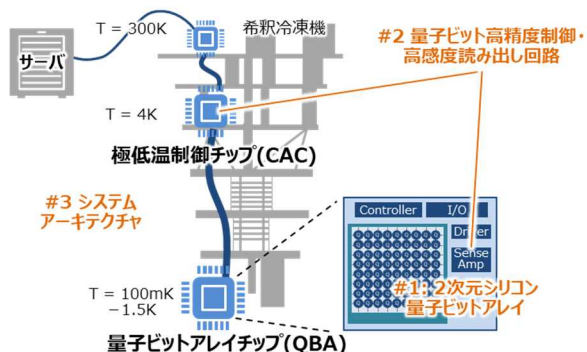 T = 300K
希釈冷凍機
サーバ
#2 量子ビット高精度制御・
高感度読み出し回路
T = 4K
極低温制御チップ(CAC)
#3 システム
アーキテクチャ
Controller
I/O
Driver
Sense
Amp
#1: 2次元シリコン
量子ビットアレイ
T = 100mK
－1.5K
量子ビットアレイチップ(QBA)